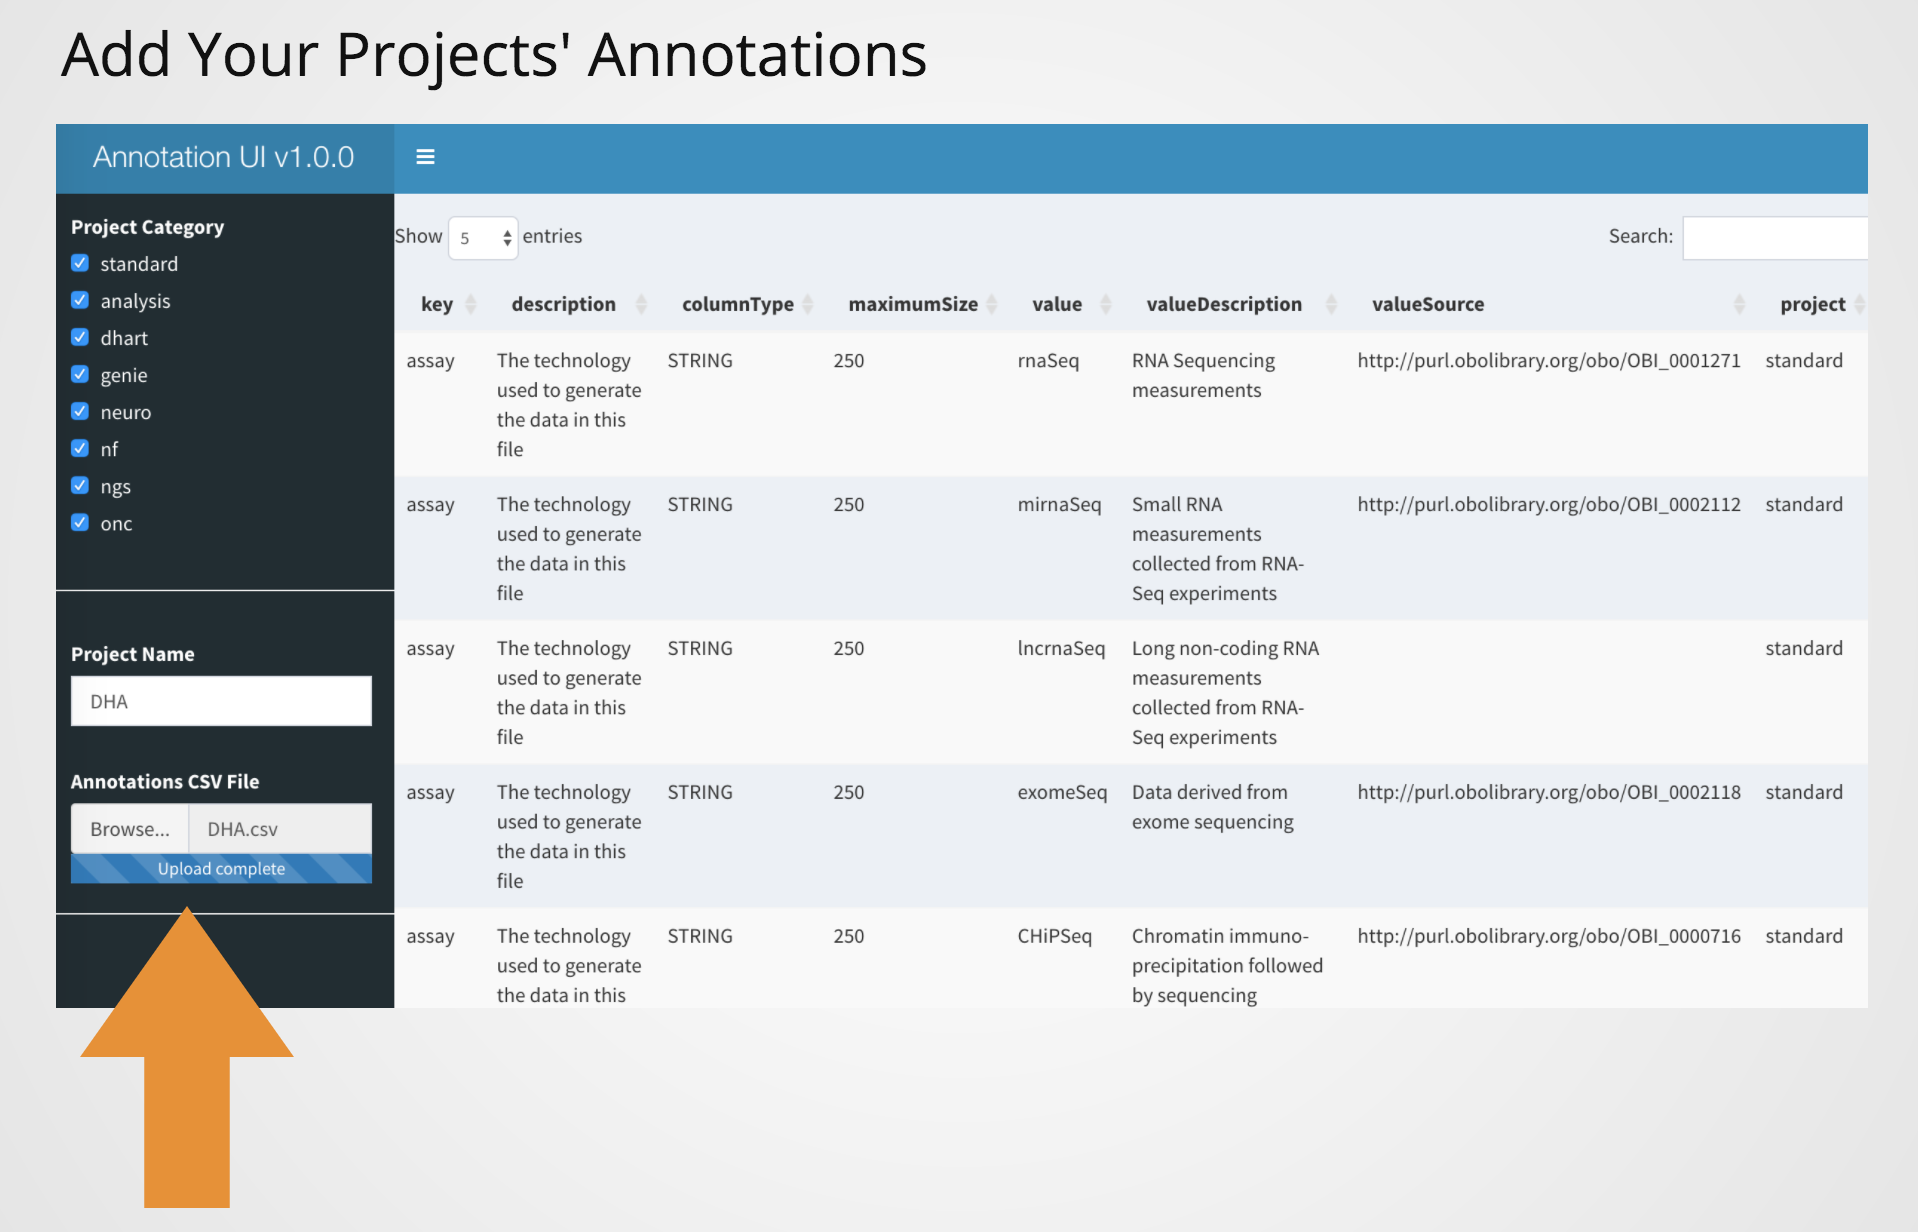 Add Your Projects' Annotations
Annotation UI v1.0.0
Project Category
standard
analysis
dhart
genie
neuro
nf
ngs
onc
Project Name
DHA
Annotations CSV File
Browse... DHA.csv
Upload complete
Show 5 entries
Search:
key description columnType maximumSize value valueDescription valueSource project
assay The technology STRING 250 rnaSeq RNA Sequencing http://purl.obolibrary.org/obo/OBI_0001271 standard
used to generate measurements
the data in this
file
assay The technology STRING 250 mirnaSeq Small RNA http://purl.obolibrary.org/obo/OBI_0002112 standard
used to generate measurements
the data in this collected from RNA-
file Seq experiments
assay The technology STRING 250 lncrnaSeq Long non-coding RNA standard
used to generate measurements
the data in this collected from RNA-
file Seq experiments
assay The technology STRING 250 exomeSeq Data derived from http://purl.obolibrary.org/obo/OBI_0002118 standard
used to generate exome sequencing
the data in this
file
assay The technology STRING 250 CHiPSeq Chromatin immuno- http://purl.obolibrary.org/obo/OBI_0000716 standard
used to generate precipitation followed
the data in this by sequencing